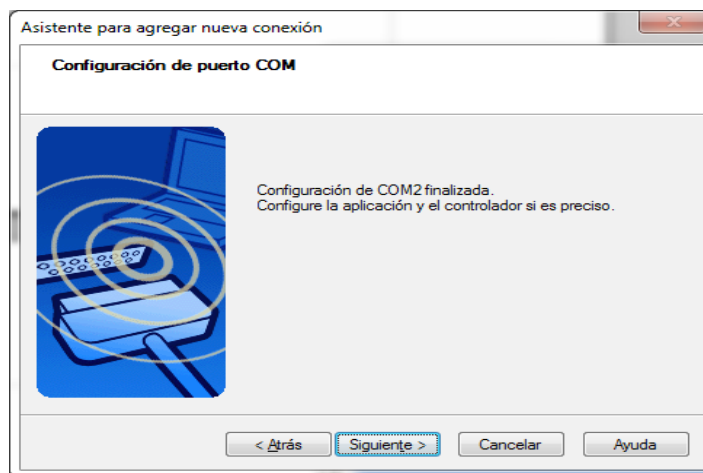 Asistente para agregar nueva conexión
Configuración de puerto COM
Configuración de COM2 finalizada.
Configure la aplicación y el controlador si es preciso.
< Atrás
Siguiente >
Cancelar
Ayuda